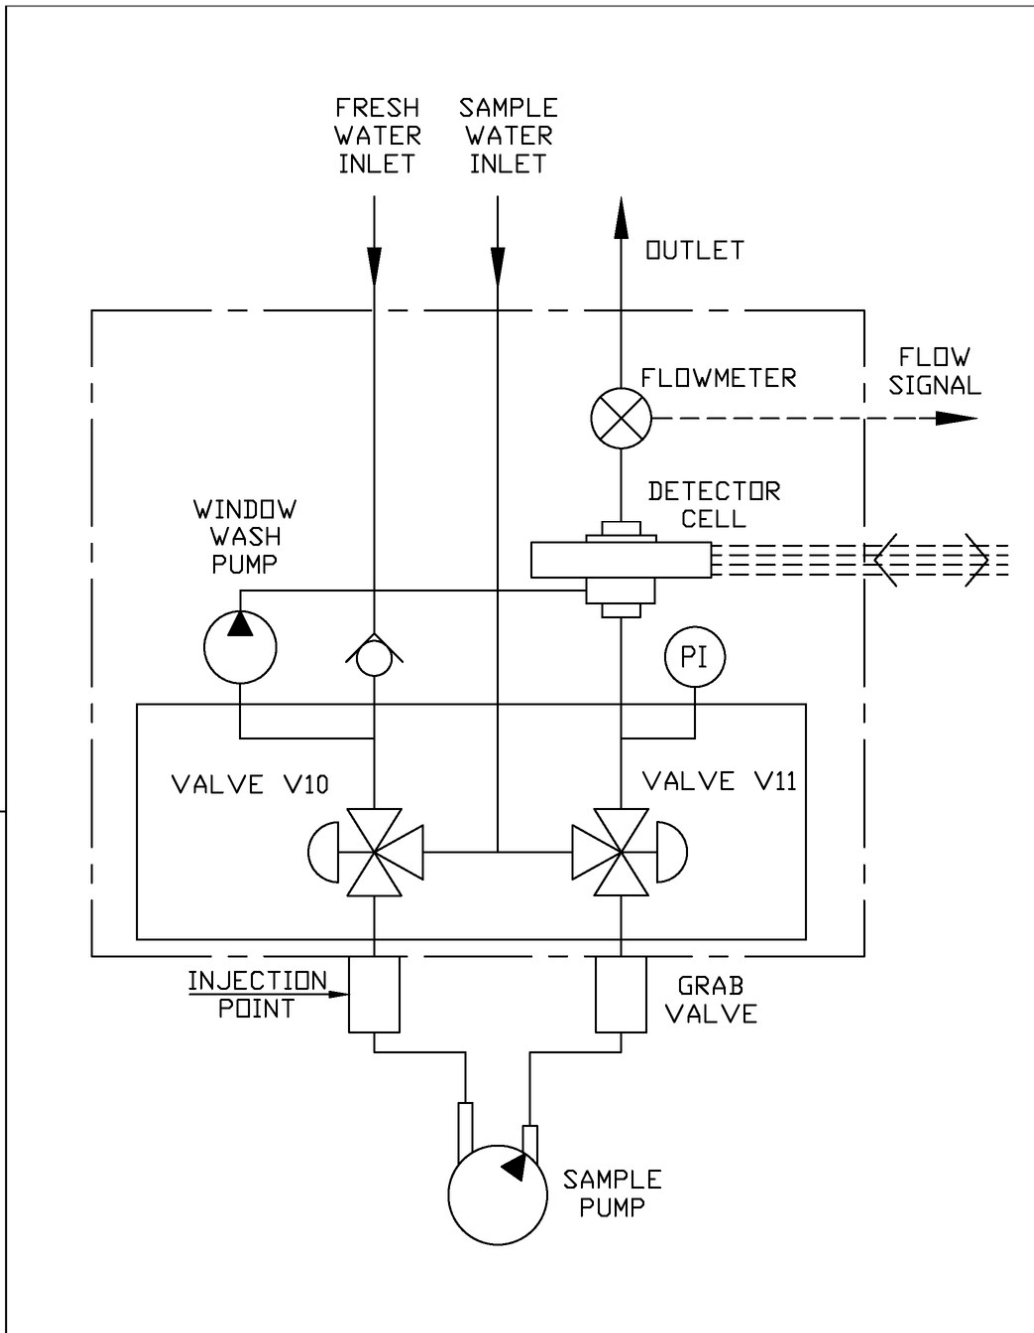 FRESH
WATER
INLET
SAMPLE
WATER
INLET
OUTLET
FLOWMETER
FLOW
SIGNAL
DETECTOR
CELL
WINDOW
WASH
PUMP
PI
VALVE V10
VALVE V11
INJECTION
POINT
GRAB
VALVE
SAMPLE
PUMP